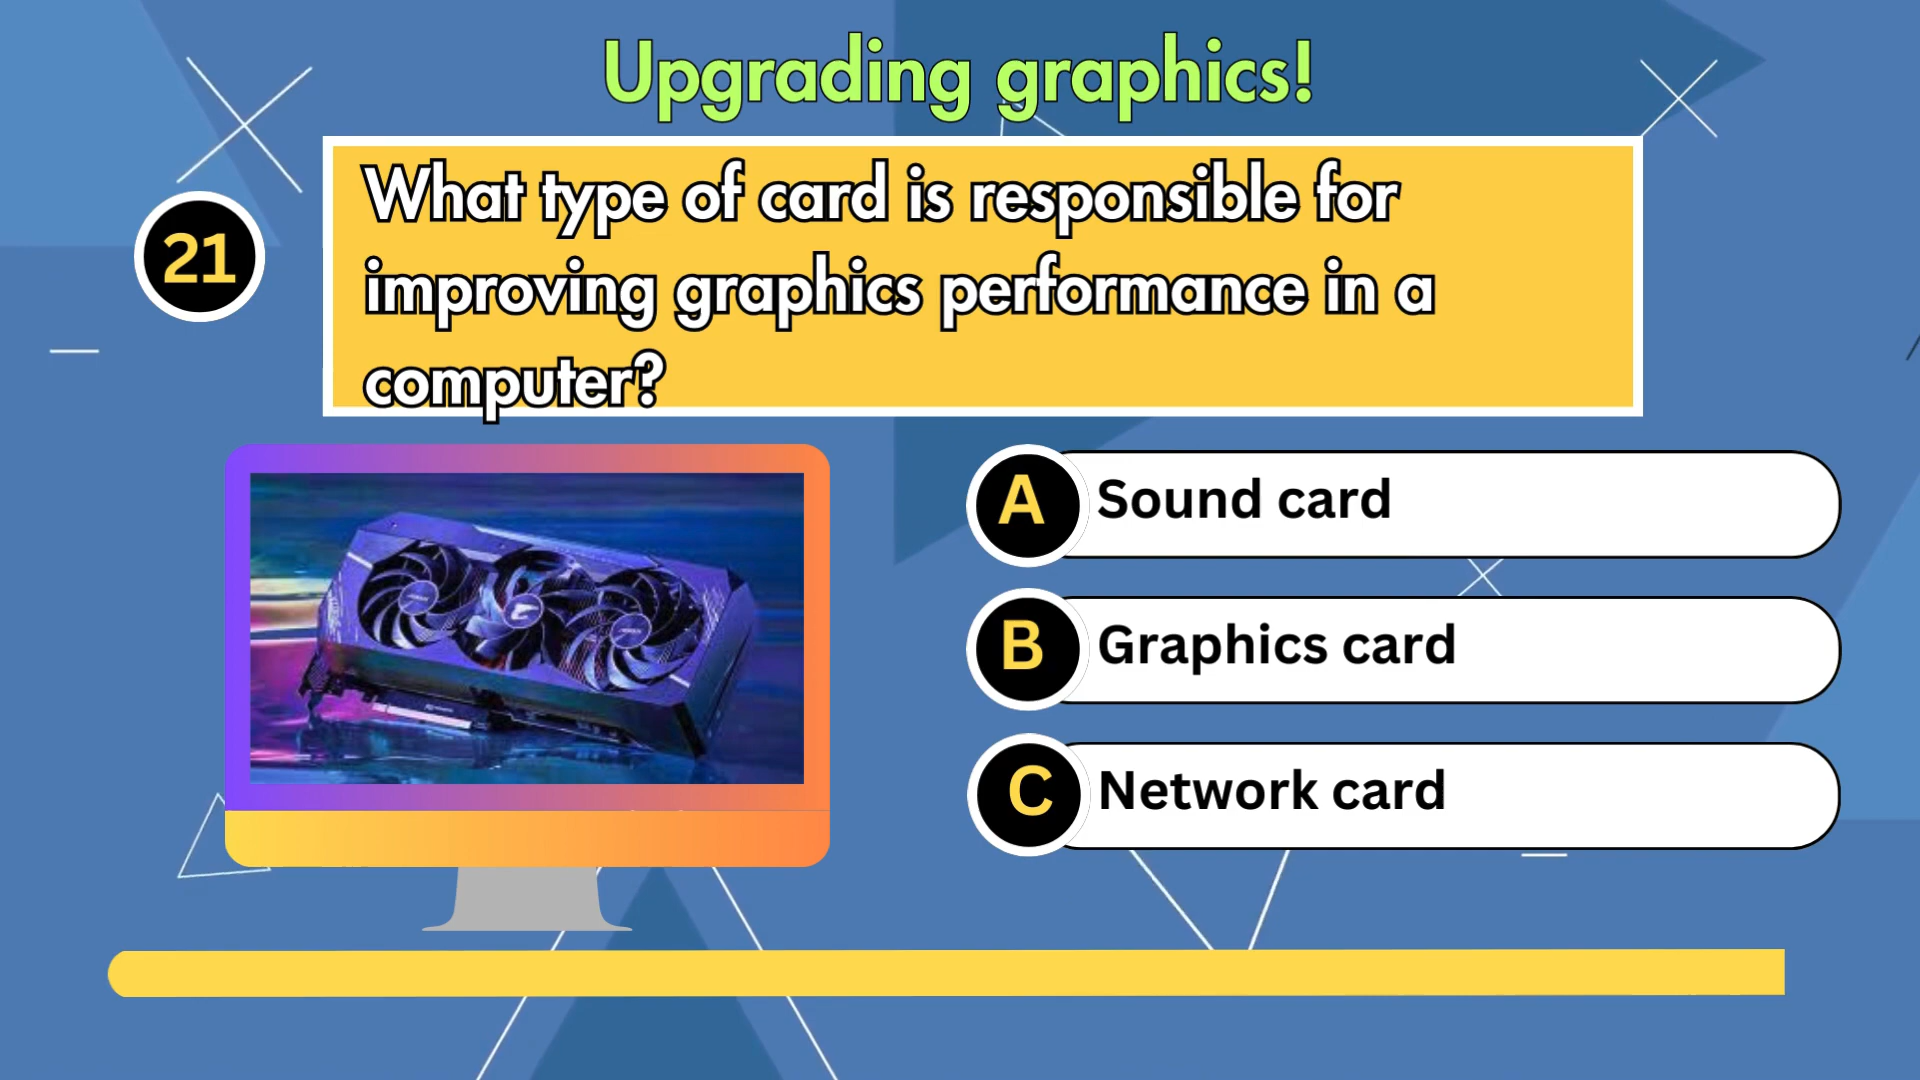 Upgrading graphics!
21
What type of card is responsible for
improving graphics performance in a
computer?
A Sound card
B Graphics card
C Network card